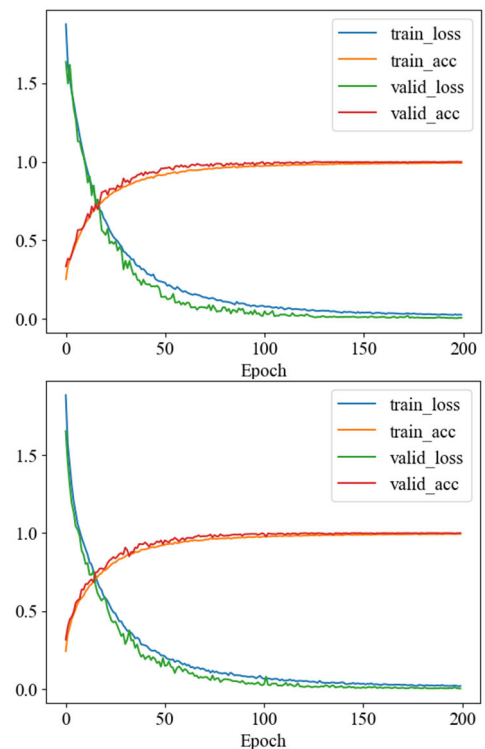 train_loss
train_acc
valid_loss
valid_acc
1.5
1.0
0.5
0.0
0 50 100 150 200
Epoch
train_loss
train_acc
valid_loss
valid_acc
1.5
1.0
0.5
0.0
0 50 100 150 200
Epoch